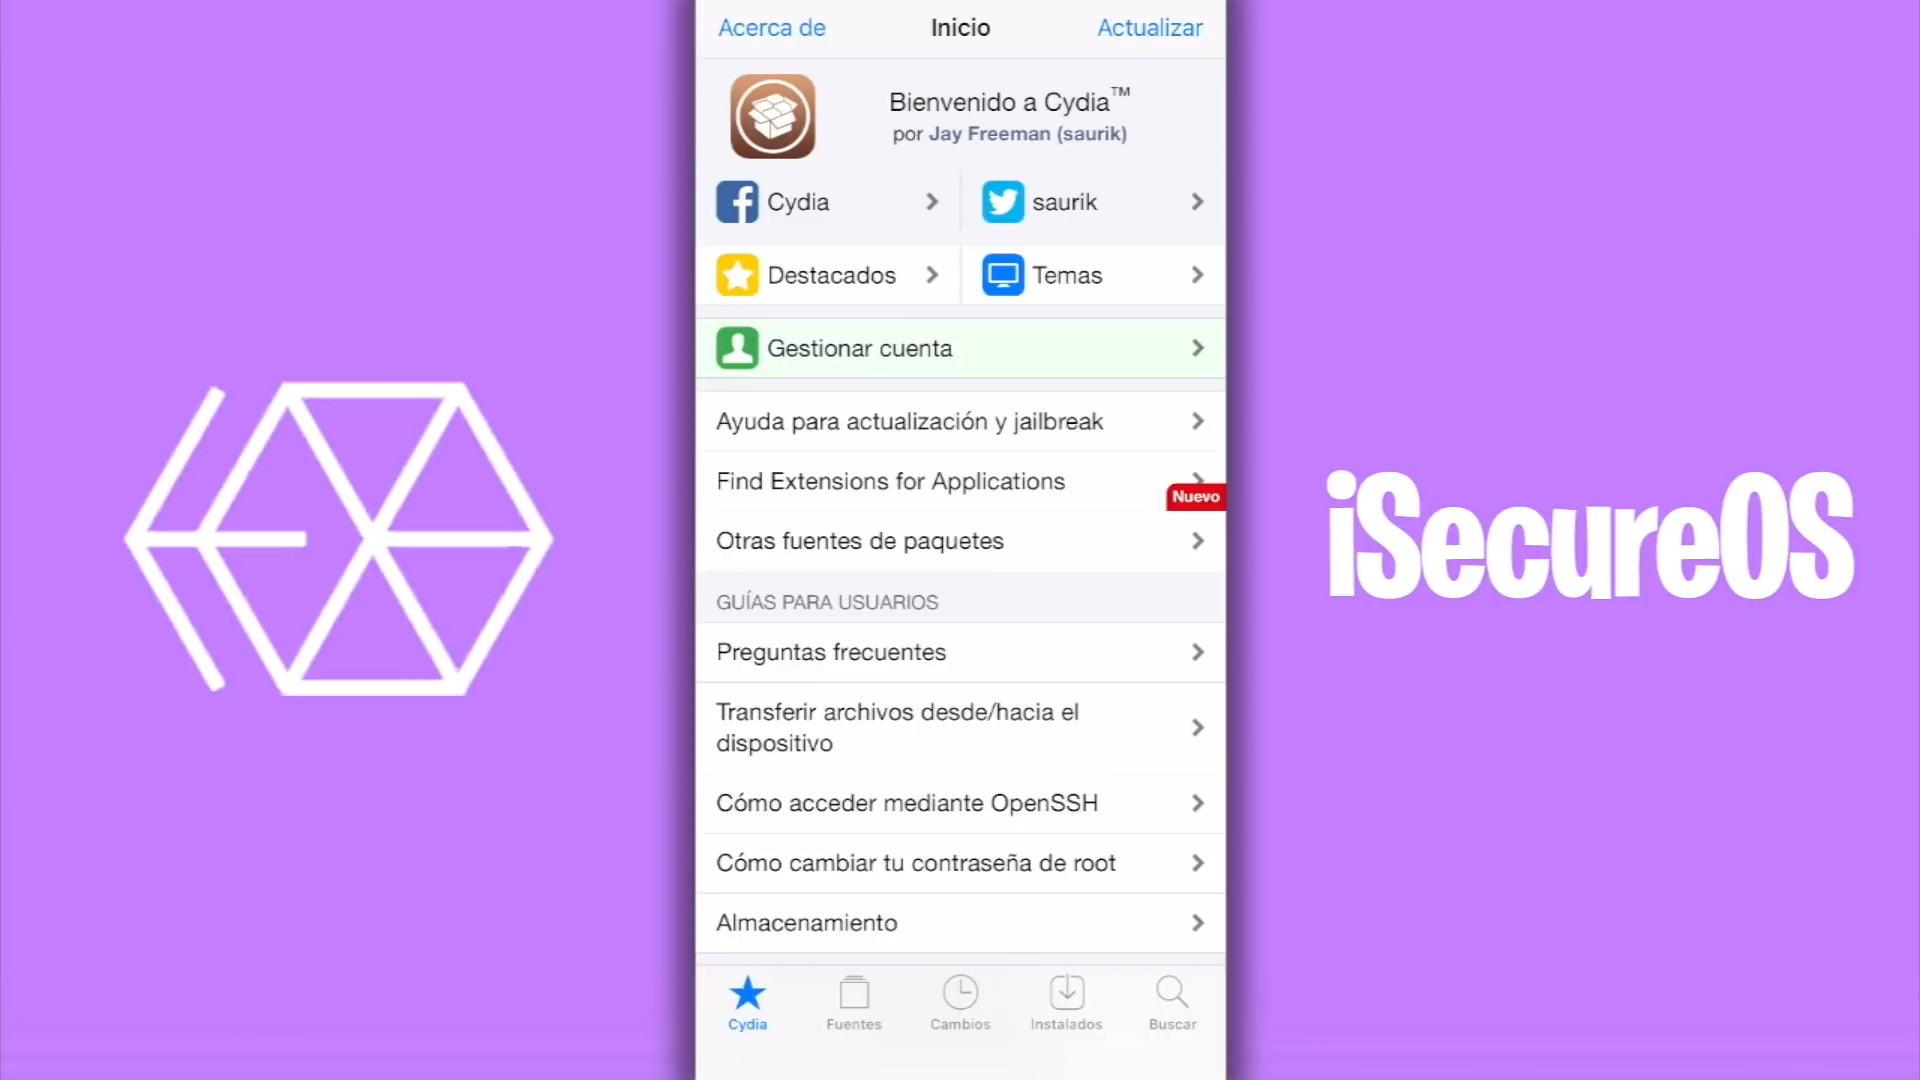 Acerca de
Inicio
Actualizar
Bienvenido a Cydia™
por Jay Freeman (saurik)
Cydia
saurik
Destacados
Temas
Gestionar cuenta
Ayuda para actualización y jailbreak
Find Extensions for Applications
Nuevo
Otras fuentes de paquetes
GUÍAS PARA USUARIOS
Preguntas frecuentes
Transferir archivos desde/hacia el
dispositivo
Cómo acceder mediante OpenSSH
Cómo cambiar tu contraseña de root
Almacenamiento
Cydia
Fuentes
Cambios
Instalados
Buscar
iSecureOS